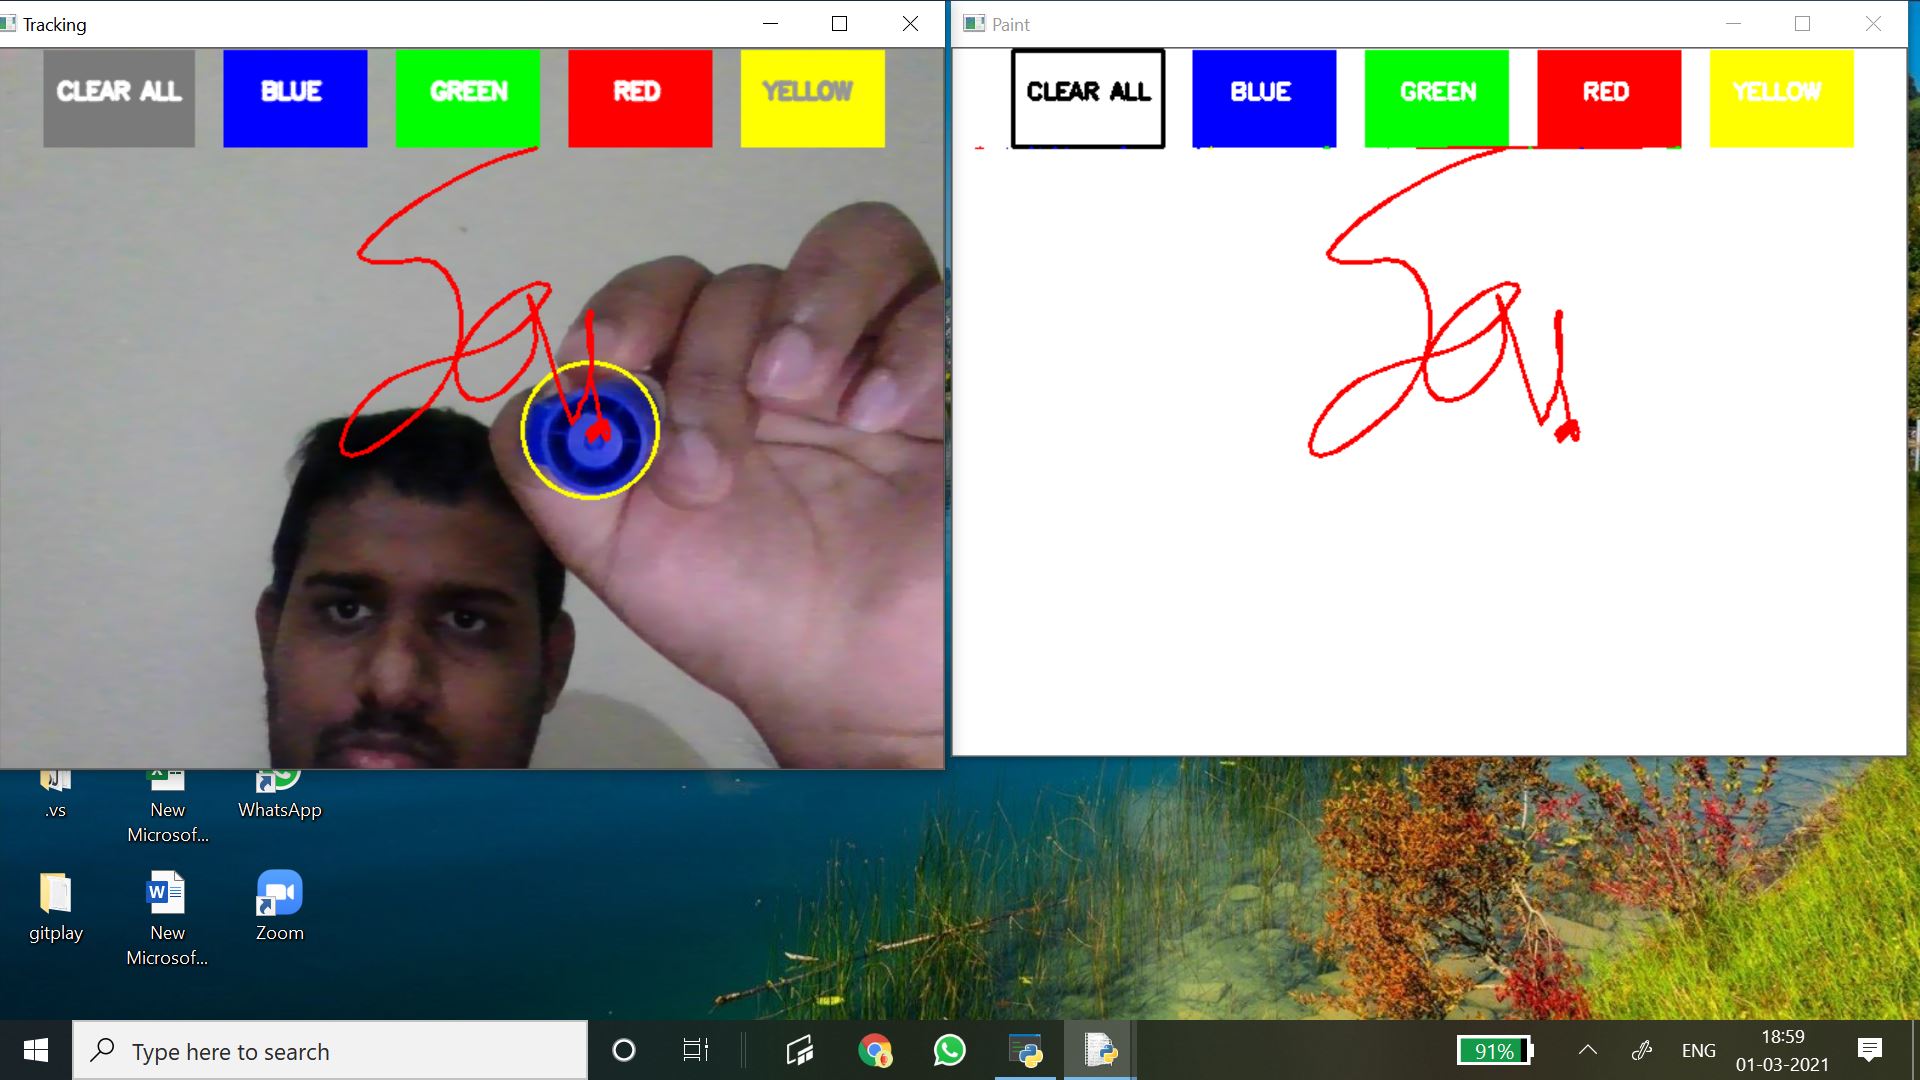 Tracking
CLEAR ALL BLUE GREEN RED YELLOW
Paint
CLEAR ALL BLUE GREEN RED YELLOW
.vs
New Microsof...
WhatsApp
gitplay
New Microsof...
Zoom
Type here to search
91%
ENG
18:59
01-03-2021